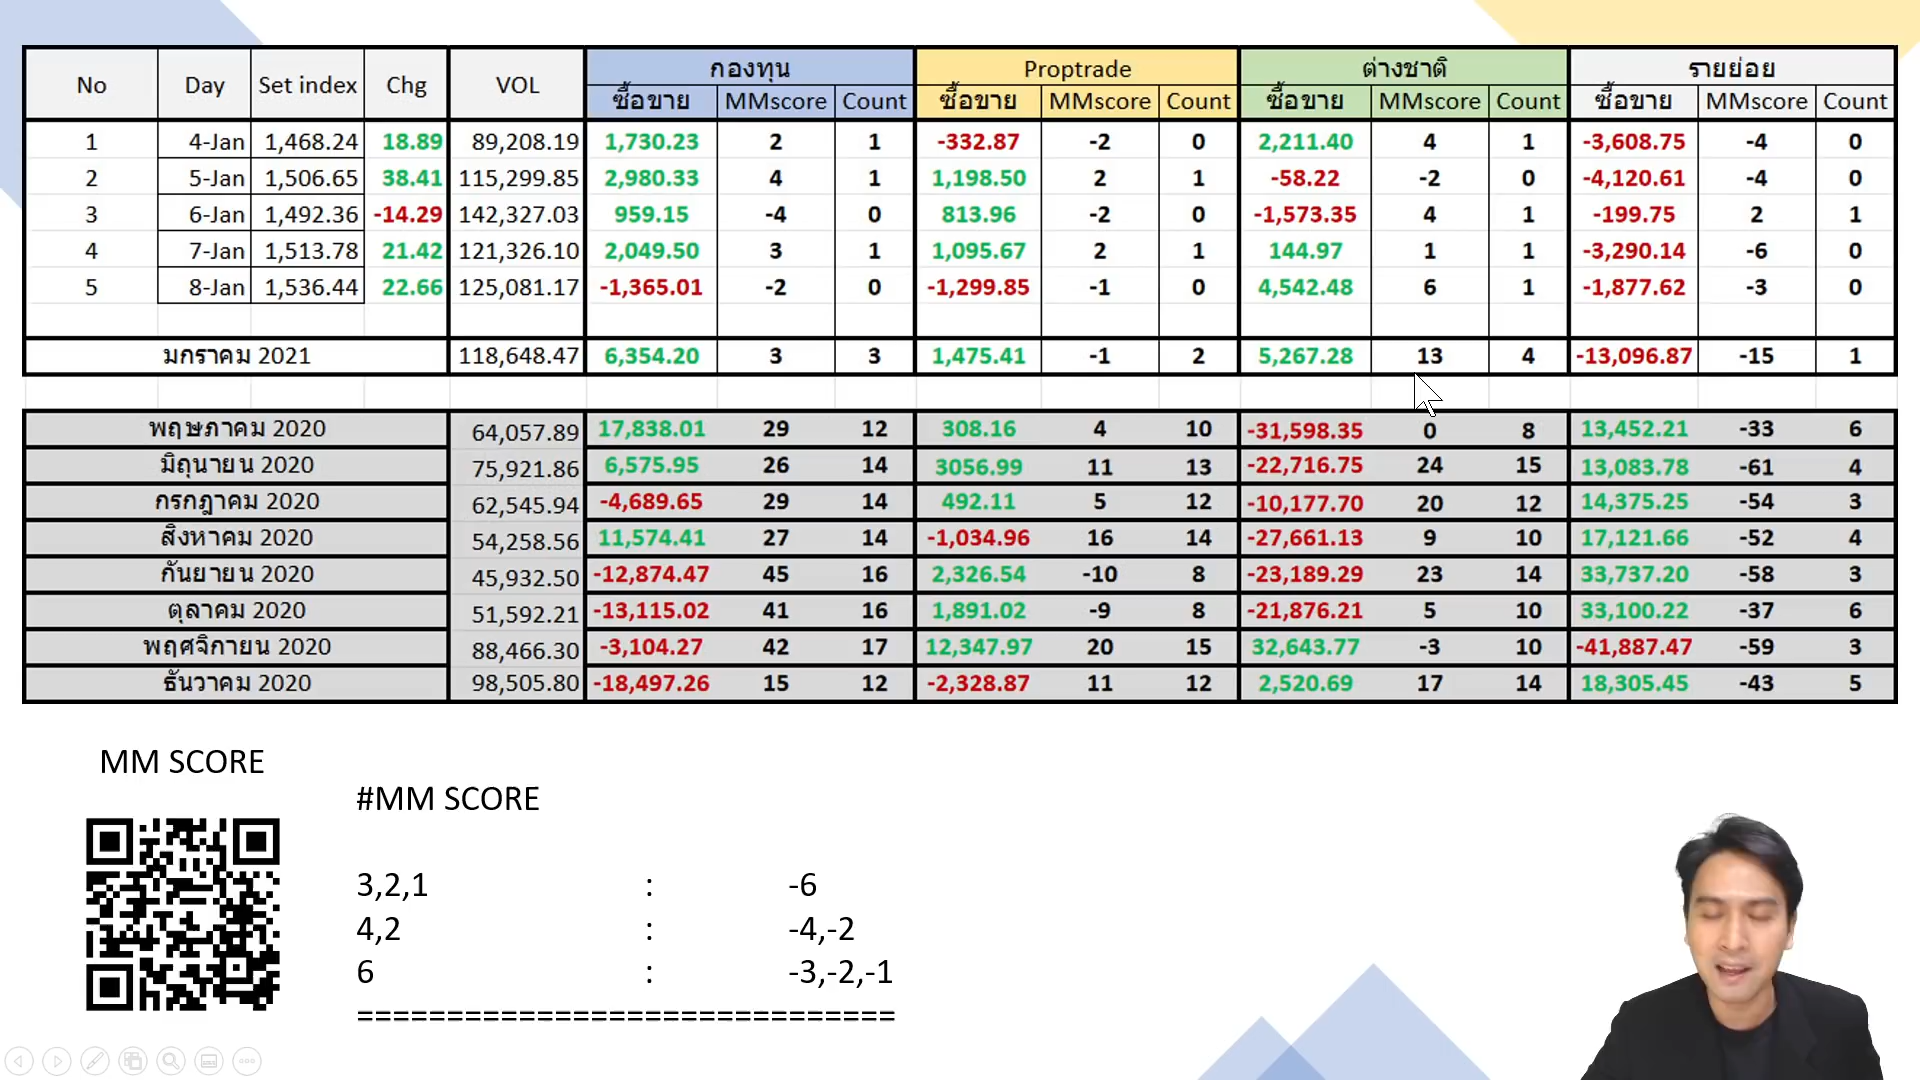 No Day Set index Chg VOL กองทุน Proptrade ต่างชาติ รายย่อย
ซื้อขาย MMscore Count ซื้อขาย MMscore Count ซื้อขาย MMscore Count ซื้อขาย MMscore Count
1 4-Jan 1,468.24 18.89 89,208.19 1,730.23 2 1 -332.87 -2 0 2,211.40 4 1 -3,608.75 -4 0
2 5-Jan 1,506.65 38.41 115,299.85 2,980.33 4 1 1,198.50 2 1 -58.22 -2 0 -4,120.61 -4 0
3 6-Jan 1,492.36 -14.29 142,327.03 959.15 -4 0 813.96 -2 0 -1,573.35 4 1 -199.75 2 1
4 7-Jan 1,513.78 21.42 121,326.10 2,049.50 3 1 1,095.67 2 1 144.97 1 1 -3,290.14 -6 0
5 8-Jan 1,536.44 22.66 125,081.17 -1,365.01 -2 0 -1,299.85 -1 0 4,542.48 6 1 -1,877.62 -3 0
มกราคม 2021 118,648.47 6,354.20 3 3 1,475.41 -1 2 5,267.28 13 4 -13,096.87 -15 1
พฤษภาคม 2020 64,057.89 17,838.01 29 12 308.16 4 10 -31,598.35 0 8 13,452.21 -33 6
มิถุนายน 2020 75,921.86 6,575.95 26 14 3056.99 11 13 -22,716.75 24 15 13,083.78 -61 4
กรกฎาคม 2020 62,545.94 -4,689.65 29 14 492.11 5 12 -10,177.70 20 12 14,375.25 -54 3
สิงหาคม 2020 54,258.56 11,574.41 27 14 -1,034.96 16 14 -27,661.13 9 10 17,121.66 -52 4
กันยายน 2020 45,932.50 -12,874.47 45 16 2,326.54 -10 8 -23,189.29 23 14 33,737.20 -58 3
ตุลาคม 2020 51,592.21 -13,115.02 41 16 1,891.02 -9 8 -21,876.21 5 10 33,100.22 -37 6
พฤศจิกายน 2020 88,466.30 -3,104.27 42 17 12,347.97 20 15 32,643.77 -3 10 -41,887.47 -59 3
ธันวาคม 2020 98,505.80 -18,497.26 15 12 -2,328.87 11 12 2,520.69 17 14 18,305.45 -43 5
MM SCORE
#MM SCORE
3,2,1 : -6
4,2 : -4,-2
6 : -3,-2,-1
==============================